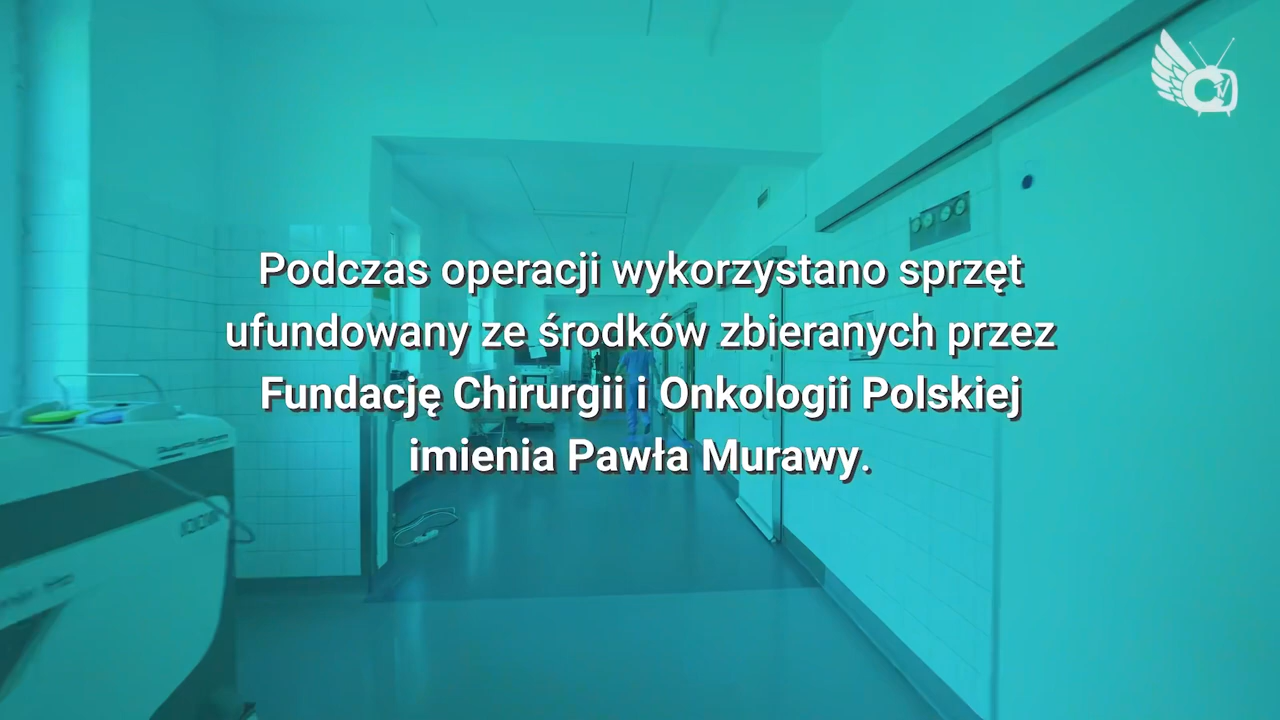 Podczas operacji wykorzystano sprzęt
ufundowany ze środków zbieranych przez
Fundację Chirurgii i Onkologii Polskiej
imienia Pawła Murawy.